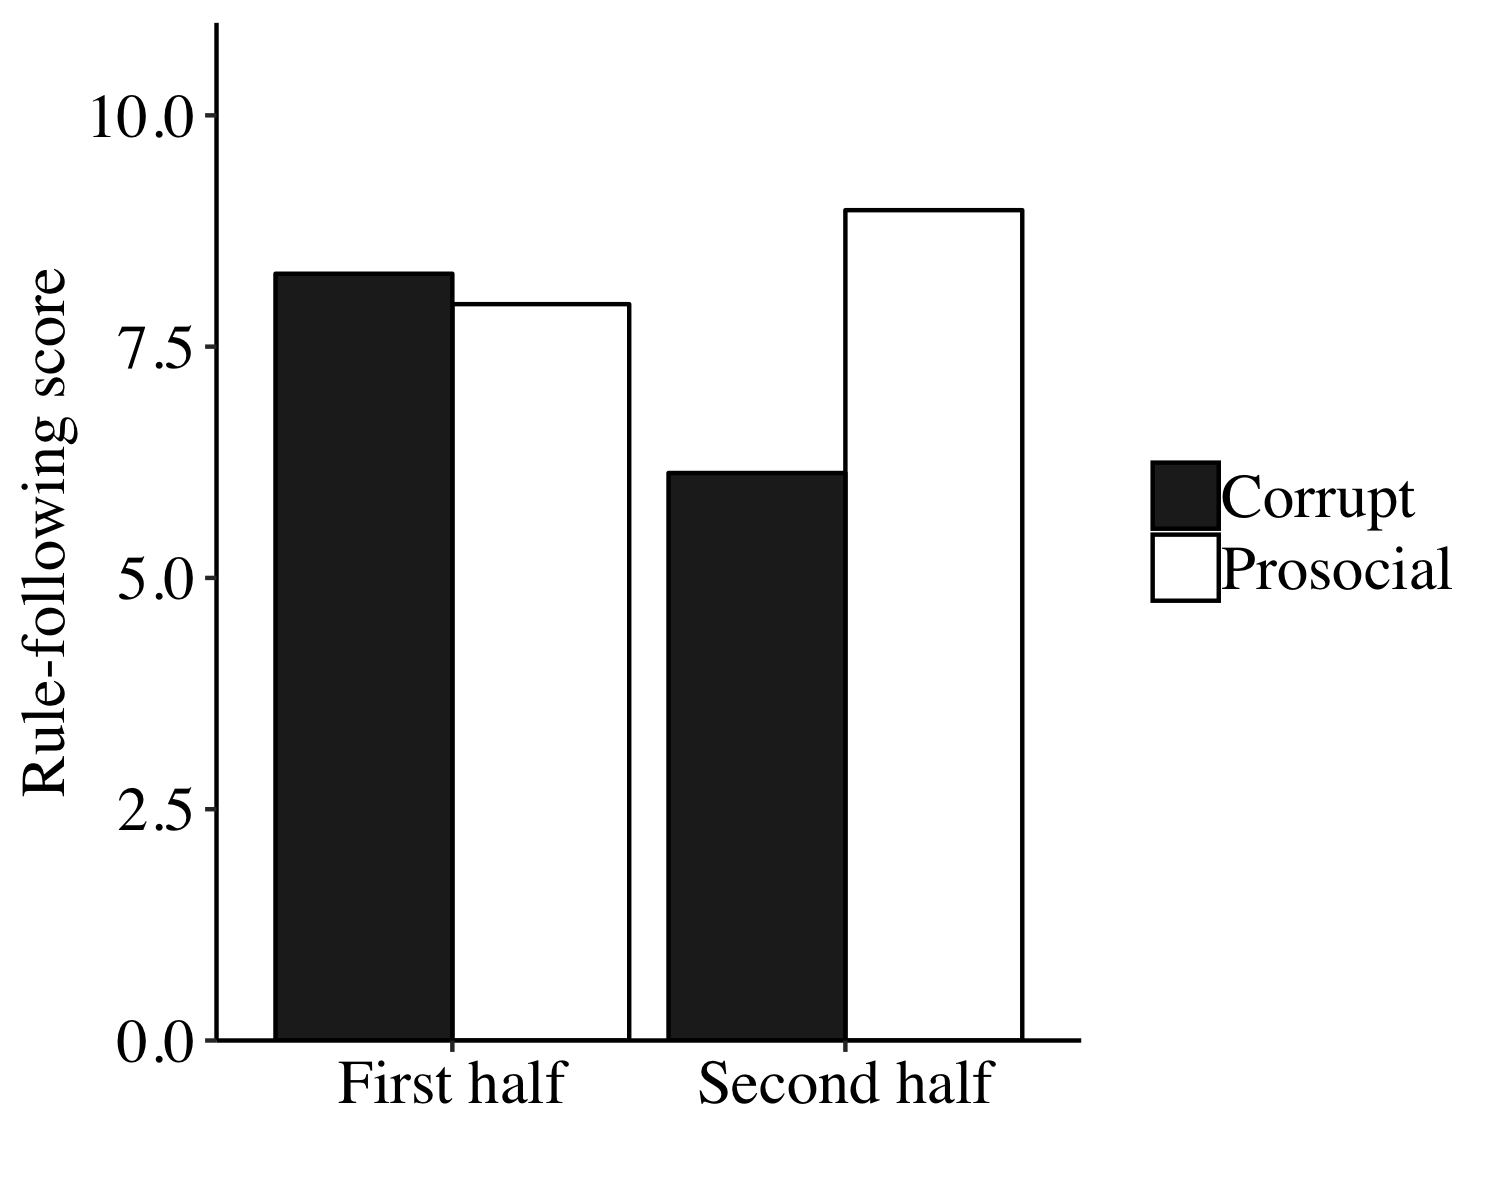 Rule-following score
10.0
7.5
5.0
2.5
0.0
First half
Second half
Corrupt
Prosocial